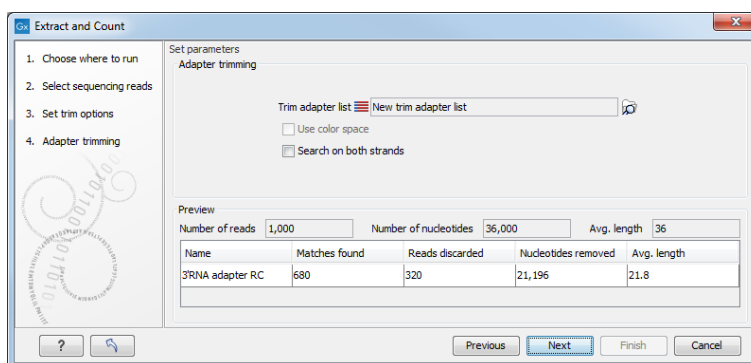 Gx Extract and Count X
1. Choose where to run
2. Select sequencing reads
3. Set trim options
4. Adapter trimming
Set parameters
Adapter trimming
Trim adapter list New trim adapter list
Use color space
Search on both strands
Preview
Number of reads 1,000 Number of nucleotides 36,000 Avg. length 36
Name Matches found Reads discarded Nucleotides removed Avg. length
3'RNA adapter RC 680 320 21,196 21.8
? Previous Next Finish Cancel